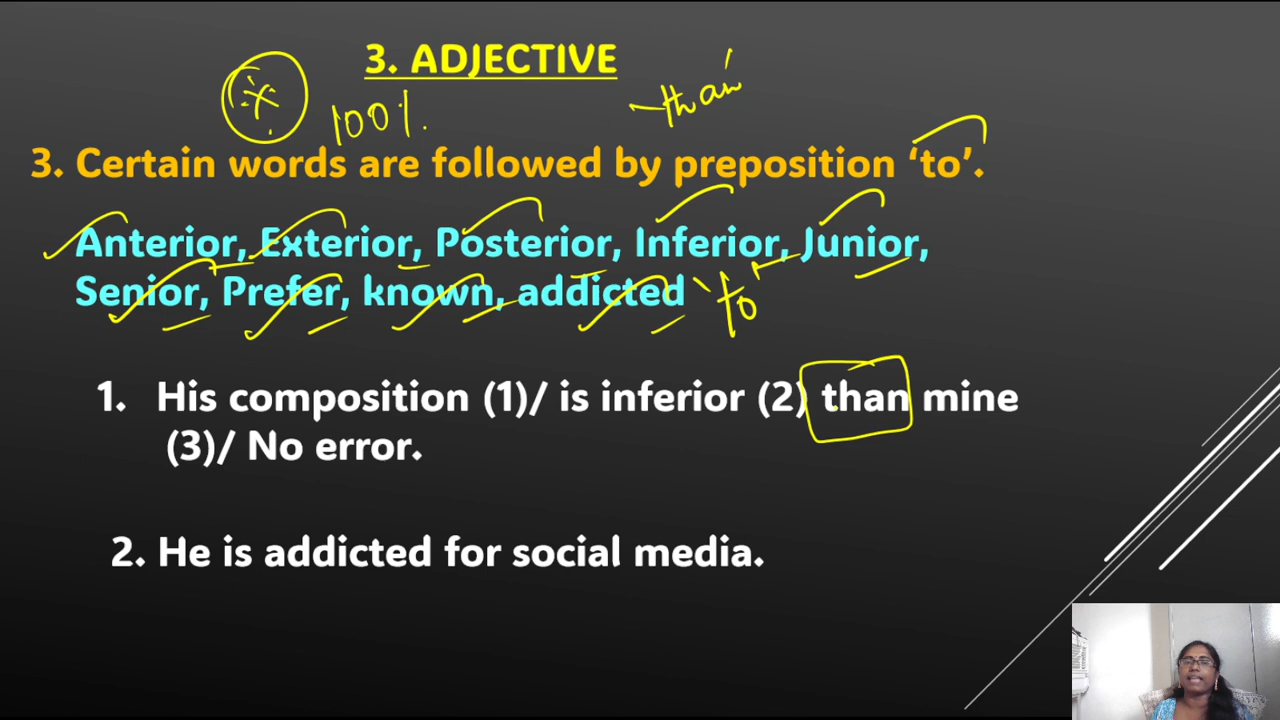 3. ADJECTIVE
* 100%. than
3. Certain words are followed by preposition ‘to’.
Anterior, Exterior, Posterior, Inferior, Junior,
Senior, Prefer, known, addicted 'to'
1. His composition (1)/ is inferior (2) than mine
(3)/ No error.
2. He is addicted for social media.